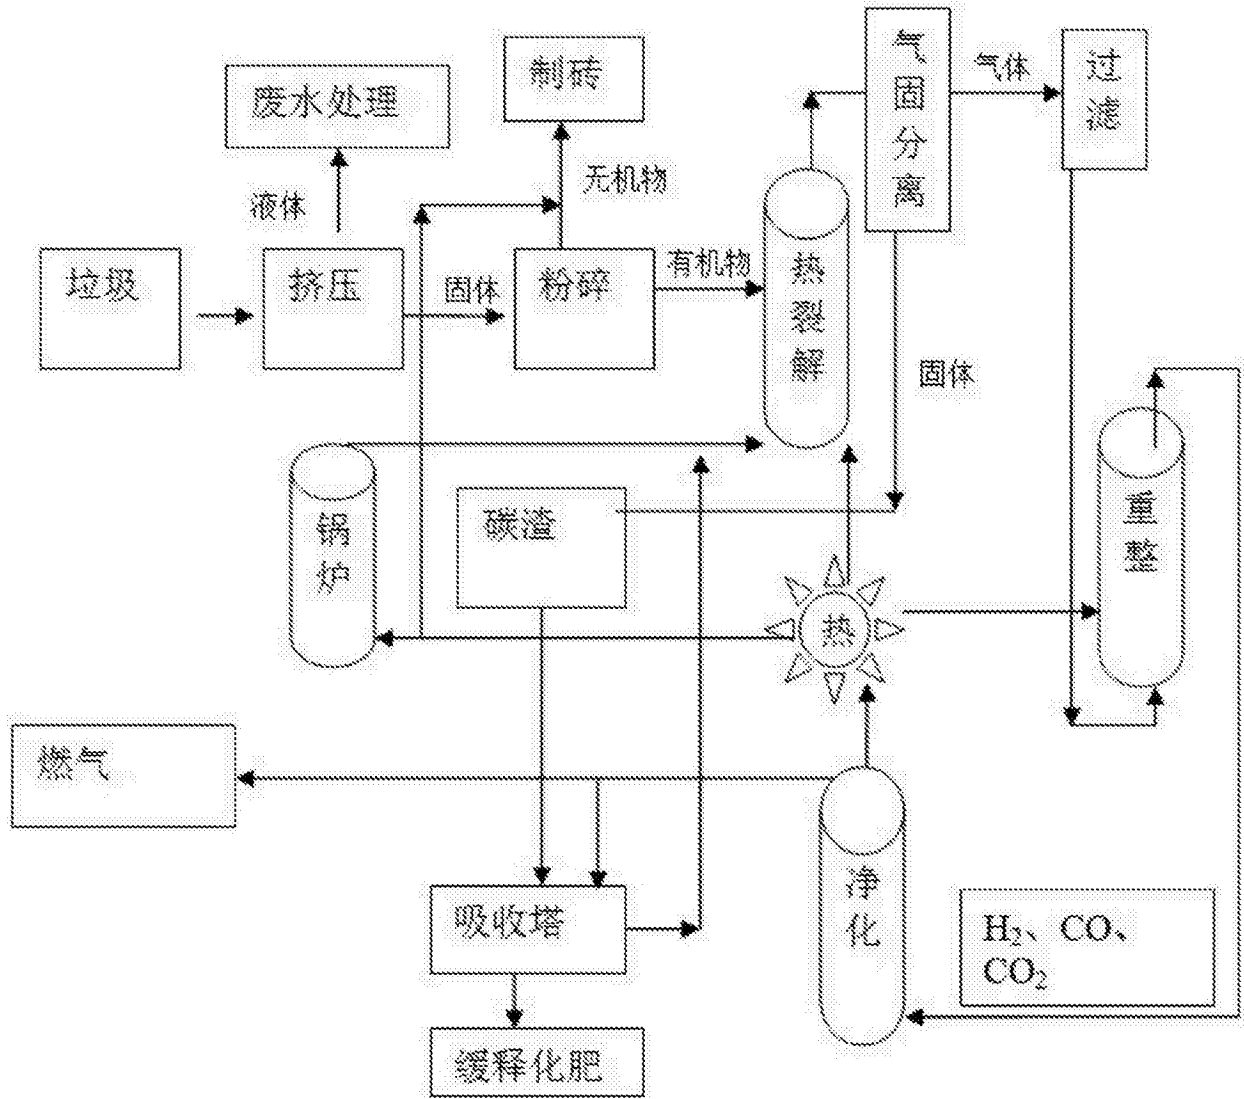 制砖
废水处理
气固分离
气体
过滤
无机物
液体
垃圾
挤压
固体
粉碎
有机物
热裂解
固体
锅炉
碳渣
热
重整
燃气
净化
吸收塔
H₂、CO、
CO₂
缓释化肥